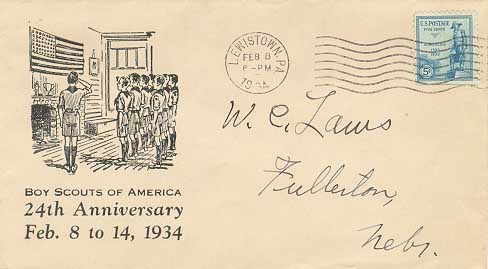 BOY SCOUTS OF AMERICA
24th Anniversary
Feb. 8 to 14, 1934
LEWISTOWN, PA.
FEB 8
6-PM
1934
U.S. POSTAGE
FIVE CENTS
5¢
W. C. Laws
Fullerton,
Nebr.